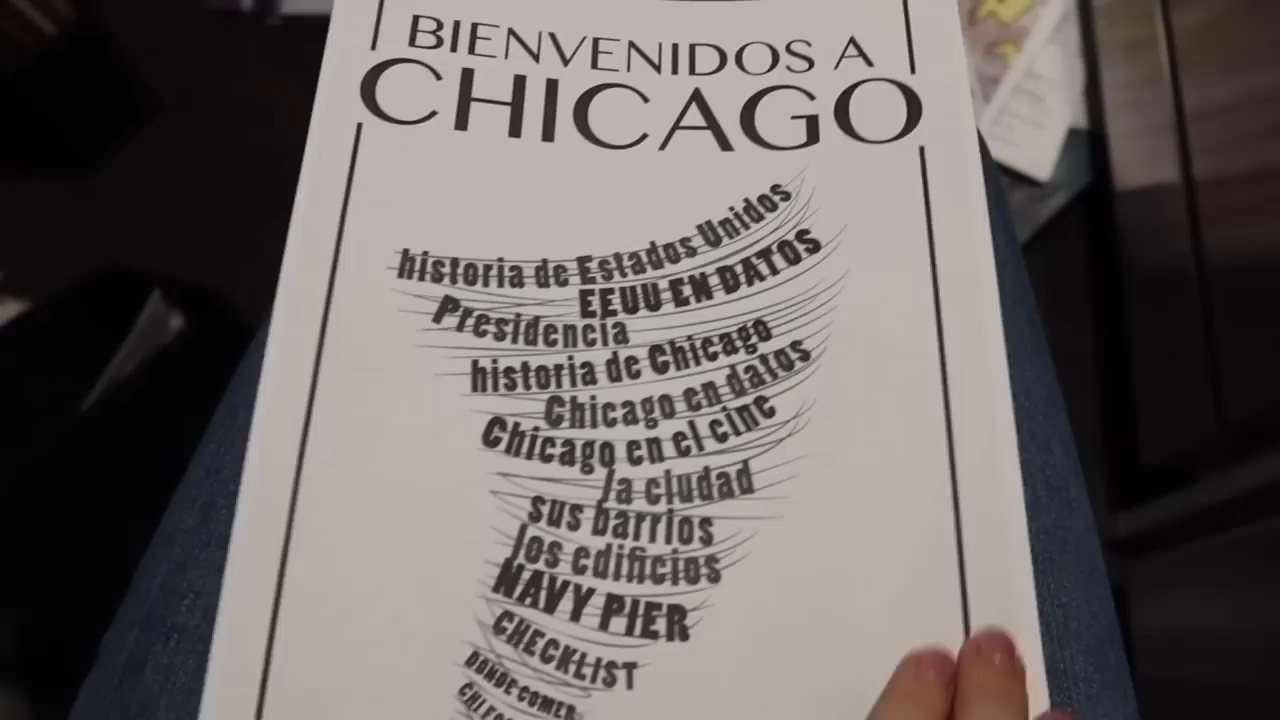 BIENVENIDOS A
CHICAGO
historia de Estados Unidos
EEUU EN DATOS
Presidencia
historia de Chicago
Chicago en datos
Chicago en el cine
la ciudad
sus barrios
los edificios
NAVY PIER
CHECKLIST
DONDE COMER